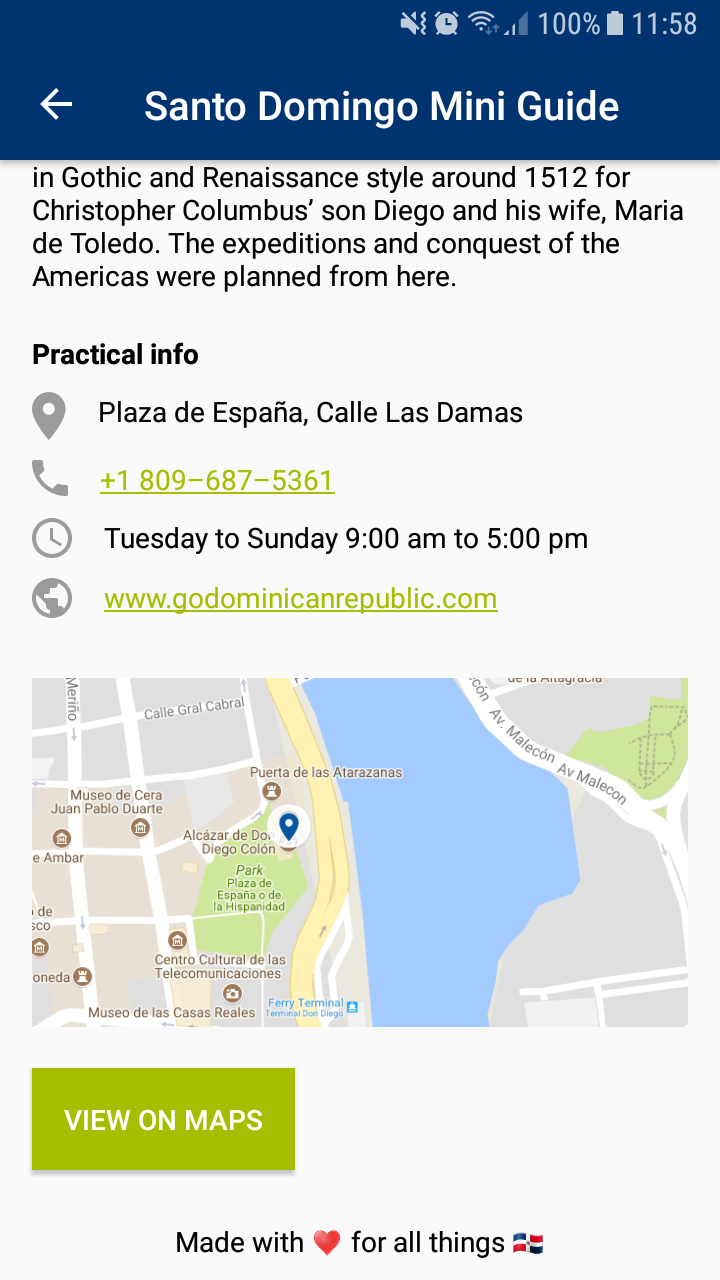 100% 11:58
Santo Domingo Mini Guide
in Gothic and Renaissance style around 1512 for
Christopher Columbus’ son Diego and his wife, Maria
de Toledo. The expeditions and conquest of the
Americas were planned from here.
Practical info
Plaza de España, Calle Las Damas
+1 809–687–5361
Tuesday to Sunday 9:00 am to 5:00 pm
www.godominicanrepublic.com
de la Altagracia
Meriño
Calle Gral Cabral
Av. Malecón
Av Malecon
Puerta de las Atarazanas
Museo de Cera
Juan Pablo Duarte
Alcázar de Don
Diego Colón
e Ambar
Park
Plaza de
España o de
la Hispanidad
o de
sco
Centro Cultural de las
Telecomunicaciones
oneda
Ferry Terminal
Terminal Don Diego
Museo de las Casas Reales
VIEW ON MAPS
Made with ❤️ for all things 🇩🇴